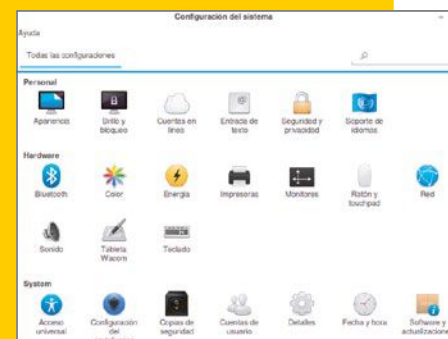 Configuración del sistema
Ayuda
Todas las configuraciones
Personal
Apariencia
Brillo y bloqueo
Cuentas en línea
Entrada de texto
Seguridad y privacidad
Soporte de idiomas
Hardware
Bluetooth
Color
Energía
Impresoras
Monitores
Ratón y touchpad
Red
Sonido
Tableta Wacom
Teclado
System
Acceso universal
Configuración del
Copias de seguridad
Cuentas de usuario
Detalles
Fecha y hora
Software y actualizaciones